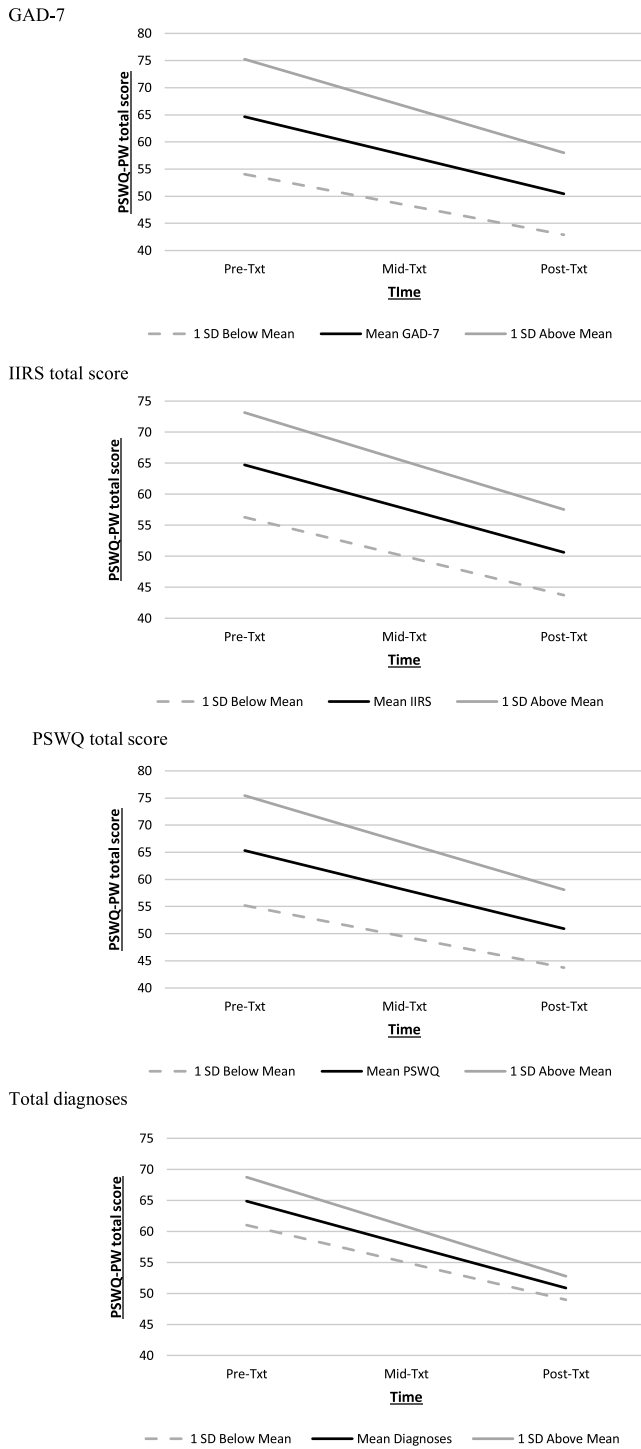 GAD-7
PSWQ-PW total score
80
75
70
65
60
55
50
45
40
Pre-Txt Mid-Txt Post-Txt
TIme
1 SD Below Mean Mean GAD-7 1 SD Above Mean
IIRS total score
PSWQ-PW total score
75
70
65
60
55
50
45
40
Pre-Txt Mid-Txt Post-Txt
Time
1 SD Below Mean Mean IIRS 1 SD Above Mean
PSWQ total score
PSWQ-PW total score
80
75
70
65
60
55
50
45
40
Pre-Txt Mid-Txt Post-Txt
Time
1 SD Below Mean Mean PSWQ 1 SD Above Mean
Total diagnoses
PSWQ-PW total score
75
70
65
60
55
50
45
40
Pre-Txt Mid-Txt Post-Txt
Time
1 SD Below Mean Mean Diagnoses 1 SD Above Mean